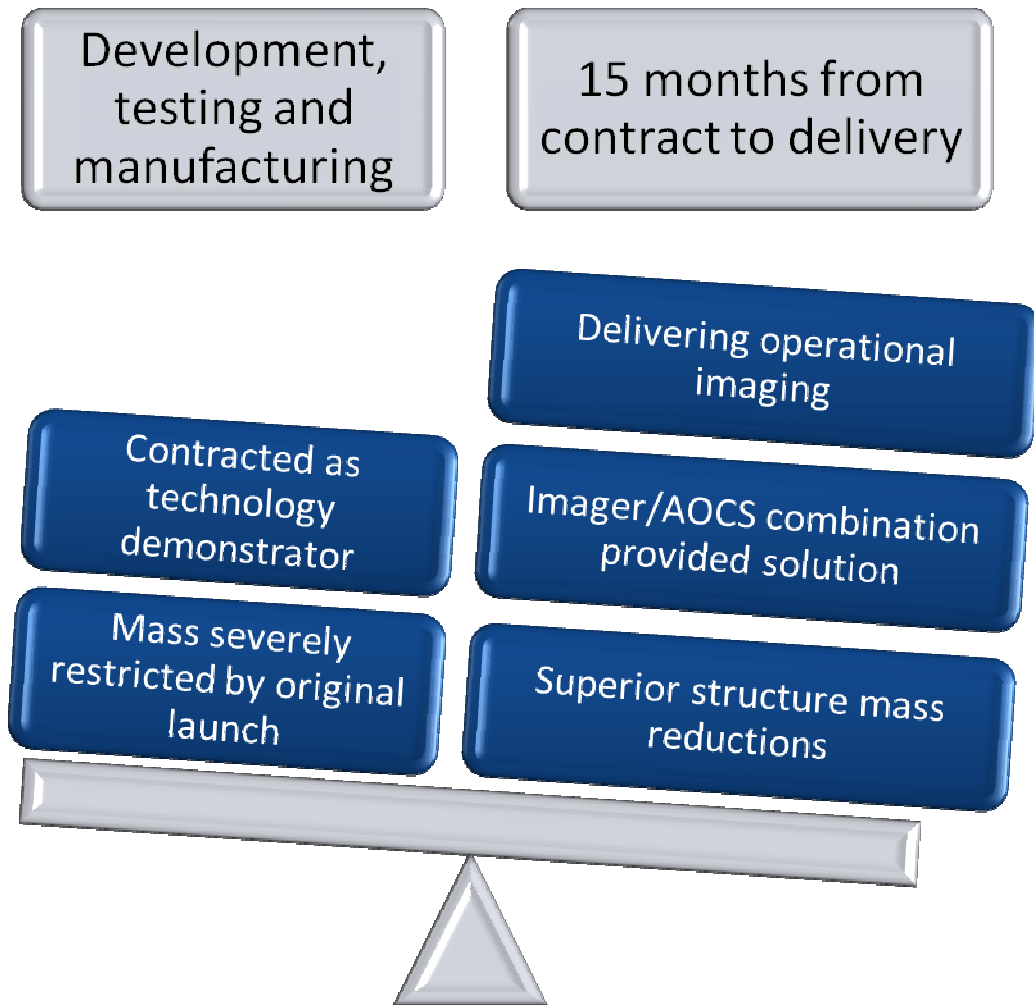 Development,
testing and
manufacturing
15 months from
contract to delivery
Delivering operational
imaging
Contracted as
technology
demonstrator
Imager/AOCS combination
provided solution
Mass severely
restricted by original
launch
Superior structure mass
reductions